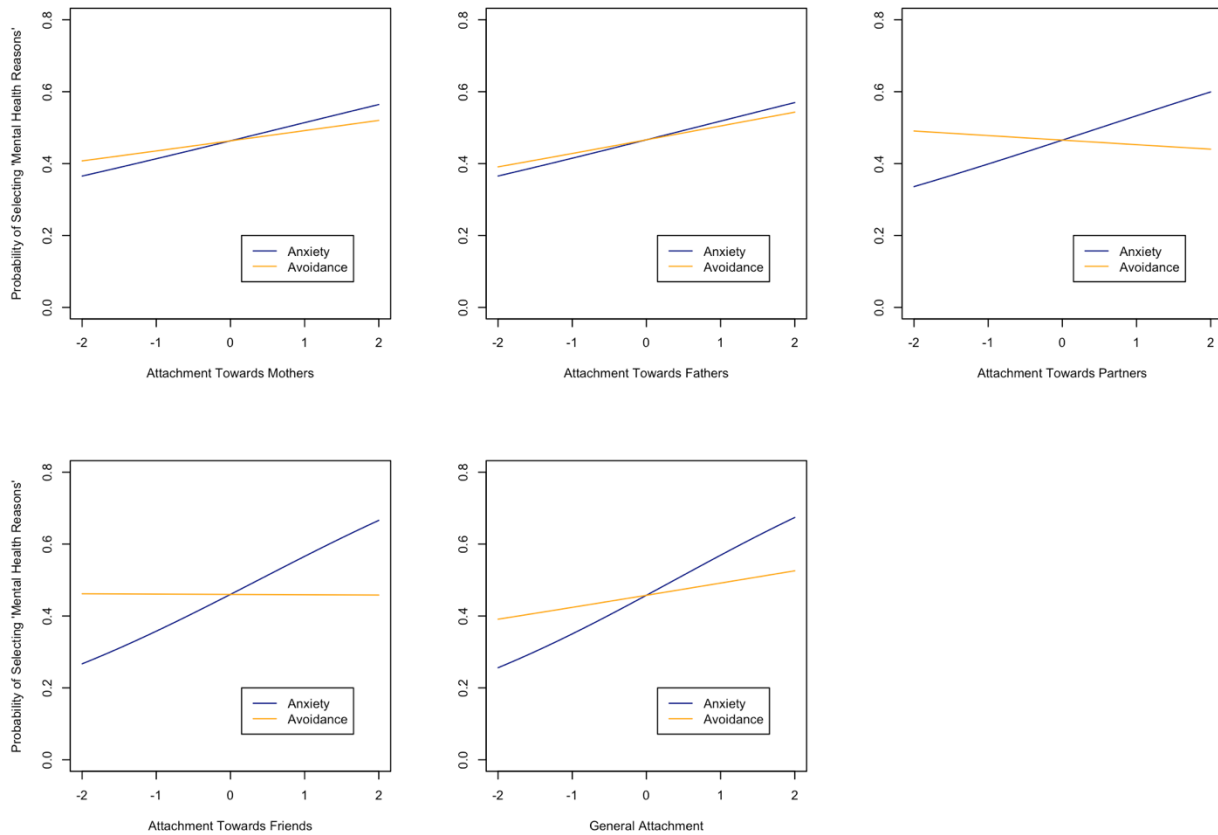 Probability of Selecting 'Mental Health Reasons'
0.8
0.6
0.4
0.2
0.0
Anxiety
Avoidance
-2 -1 0 1 2
Attachment Towards Mothers
0.8
0.6
0.4
0.2
0.0
Anxiety
Avoidance
-2 -1 0 1 2
Attachment Towards Fathers
0.8
0.6
0.4
0.2
0.0
Anxiety
Avoidance
-2 -1 0 1 2
Attachment Towards Partners
Probability of Selecting 'Mental Health Reasons'
0.8
0.6
0.4
0.2
0.0
Anxiety
Avoidance
-2 -1 0 1 2
Attachment Towards Friends
0.8
0.6
0.4
0.2
0.0
Anxiety
Avoidance
-2 -1 0 1 2
General Attachment